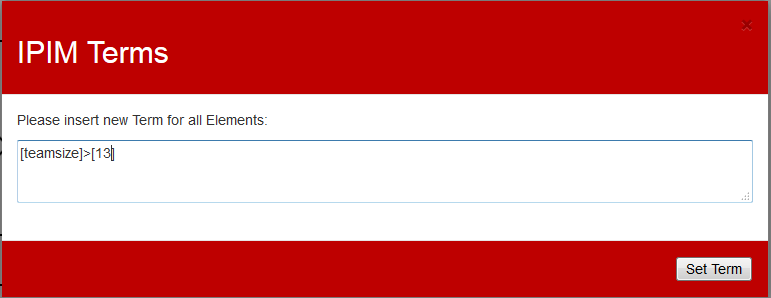 IPIM Terms
Please insert new Term for all Elements:
[teamsize]>[13]
Set Term